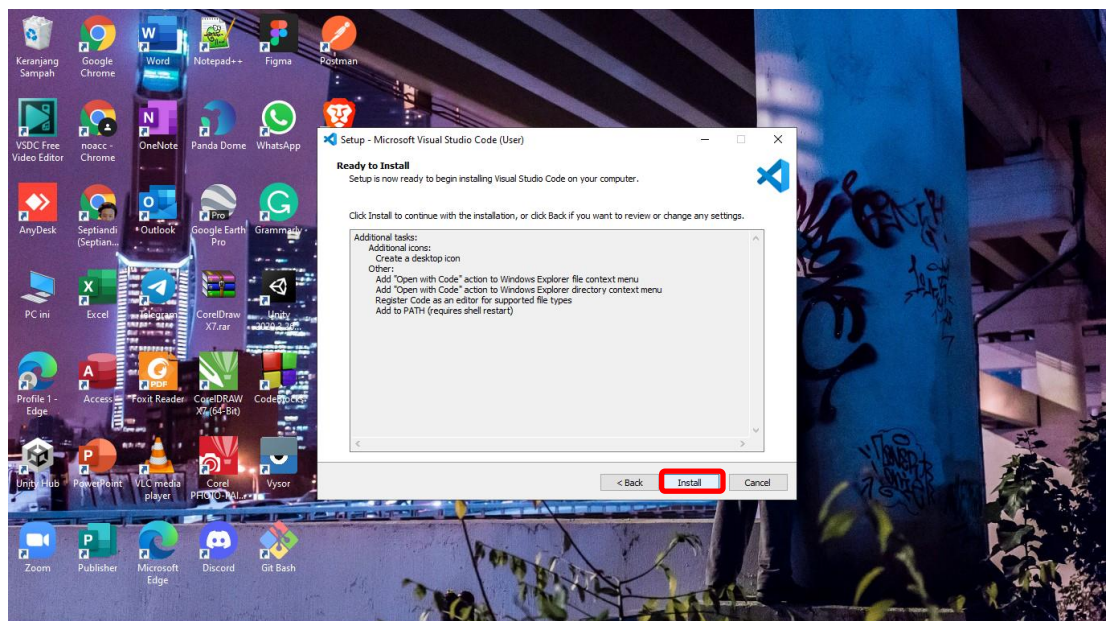 Keranjang Sampah
Google Chrome
Word
Notepad++
Figma
Postman
VSDC Free Video Editor
noacc - Chrome
OneNote
Panda Dome
WhatsApp
AnyDesk
Septiandi (Septian...
Outlook
Google Earth Pro
Grammarly
PC ini
Excel
Telegram
CorelDraw X7.rar
Unity
Profile 1 - Edge
Access
Foxit Reader
CorelDRAW X7 (64-Bit)
CodeBlocks
Unity Hub
PowerPoint
VLC media player
Corel PHOTO-PAI...
Vysor
Zoom
Publisher
Microsoft Edge
Discord
Git Bash
Setup - Microsoft Visual Studio Code (User)
Ready to Install
Setup is now ready to begin installing Visual Studio Code on your computer.
Click Install to continue with the installation, or click Back if you want to review or change any settings.
Additional tasks:
Additional icons:
Create a desktop icon
Other:
Add "Open with Code" action to Windows Explorer file context menu
Add "Open with Code" action to Windows Explorer directory context menu
Register Code as an editor for supported file types
Add to PATH (requires shell restart)
< Back
Install
Cancel